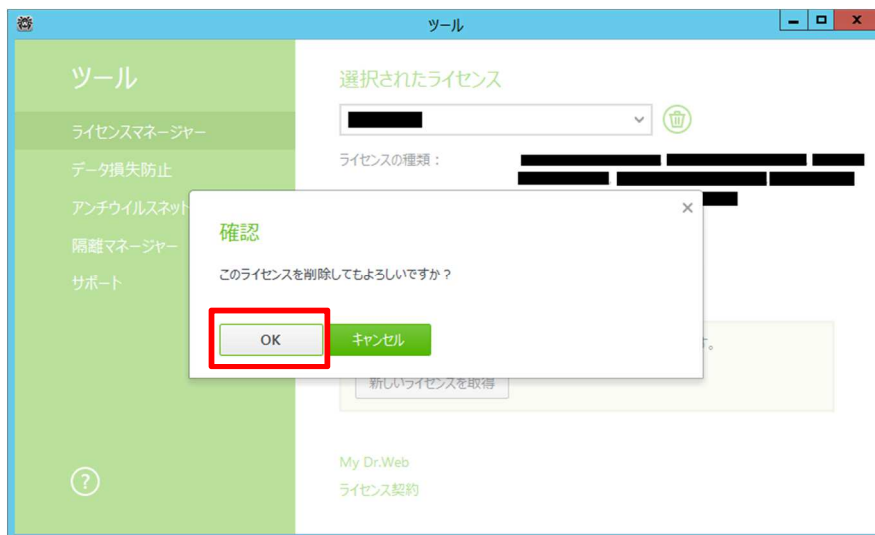 ツール
ツール
ライセンスマネージャー
データ損失防止
アンチウイルスネット
隔離マネージャー
サポート
?
選択されたライセンス
ライセンスの種類：
確認
このライセンスを削除してもよろしいですか？
OK
キャンセル
す。
新しいライセンスを取得
My Dr.Web
ライセンス契約